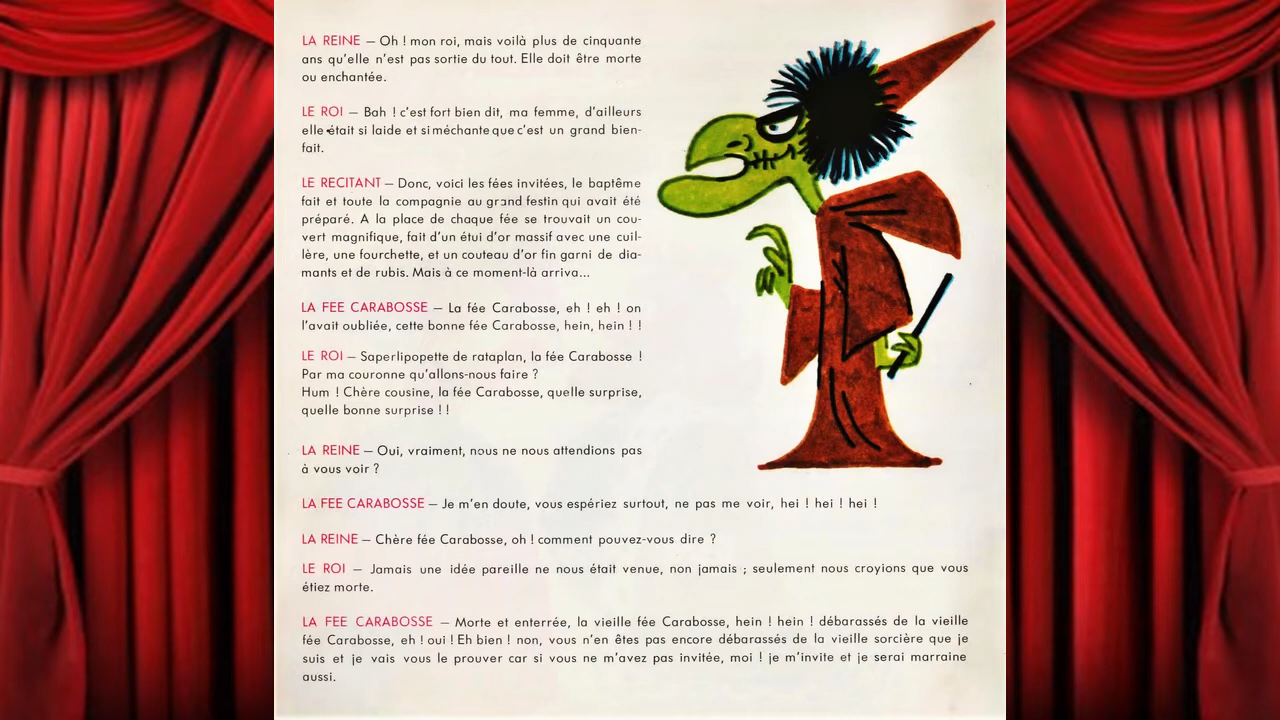 LA REINE – Oh ! mon roi, mais voilà plus de cinquante
ans qu'elle n'est pas sortie du tout. Elle doit être morte
ou enchantée.
LE ROI – Bah ! c'est fort bien dit, ma femme, d'ailleurs
elle était si laide et si méchante que c'est un grand bien-
fait.
LE RECITANT – Donc, voici les fées invitées, le baptême
fait et toute la compagnie au grand festin qui avait été
préparé. A la place de chaque fée se trouvait un cou-
vert magnifique, fait d'un étui d'or massif avec une cuil-
lère, une fourchette, et un couteau d'or fin garni de dia-
mants et de rubis. Mais à ce moment-là arriva...
LA FEE CARABOSSE – La fée Carabosse, eh ! eh ! on
l'avait oubliée, cette bonne fée Carabosse, hein, hein ! !
LE ROI – Saperlipopette de rataplan, la fée Carabosse !
Par ma couronne qu'allons-nous faire ?
Hum ! Chère cousine, la fée Carabosse, quelle surprise,
quelle bonne surprise ! !
LA REINE – Oui, vraiment, nous ne nous attendions pas
à vous voir ?
LA FEE CARABOSSE – Je m'en doute, vous espériez surtout, ne pas me voir, hei ! hei ! hei !
LA REINE – Chère fée Carabosse, oh ! comment pouvez-vous dire ?
LE ROI – Jamais une idée pareille ne nous était venue, non jamais ; seulement nous croyions que vous
étiez morte.
LA FEE CARABOSSE – Morte et enterrée, la vieille fée Carabosse, hein ! hein ! débarassés de la vieille
fée Carabosse, eh ! oui ! Eh bien ! non, vous n'en êtes pas encore débarassés de la vieille sorcière que je
suis et je vais vous le prouver car si vous ne m'avez pas invitée, moi ! je m'invite et je serai marraine
aussi.